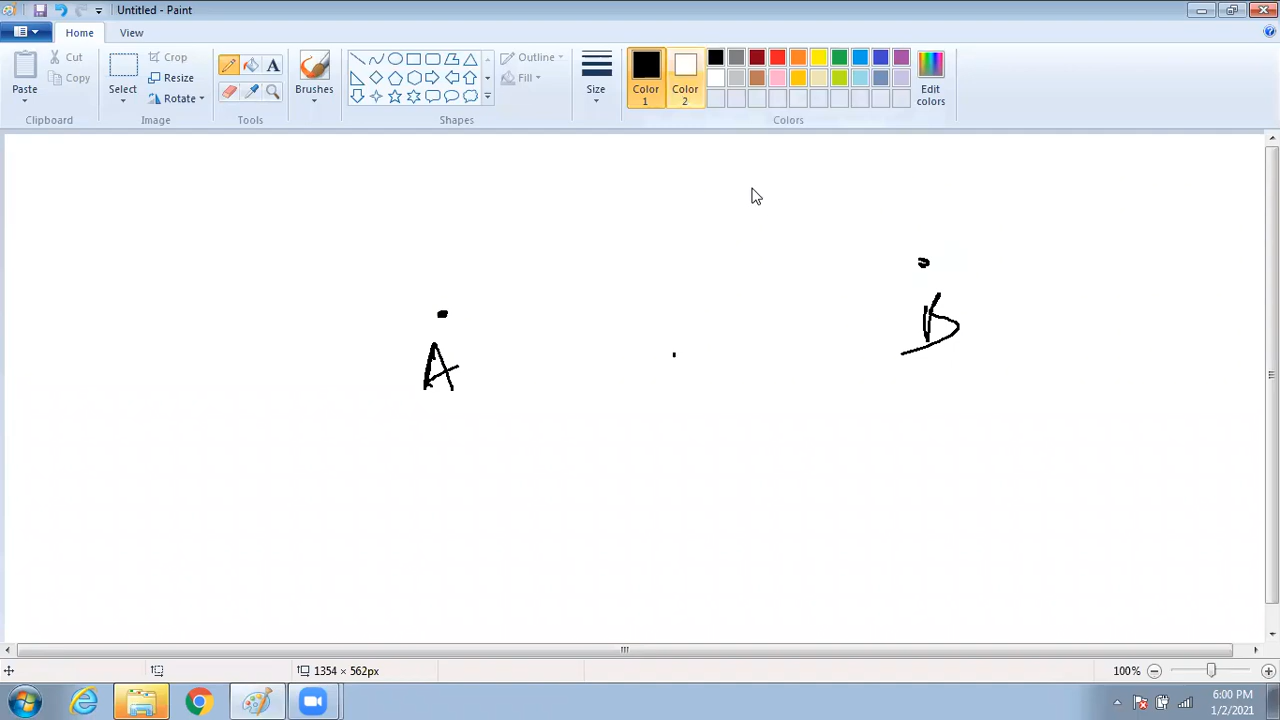 Untitled - Paint
Home View
Paste
Cut
Copy
Clipboard
Select
Crop
Resize
Rotate
Image
Tools
Brushes
Shapes
Outline
Fill
Size
Color 1
Color 2
Colors
Edit colors
A
B
1354 × 562px
100%
6:00 PM
1/2/2021